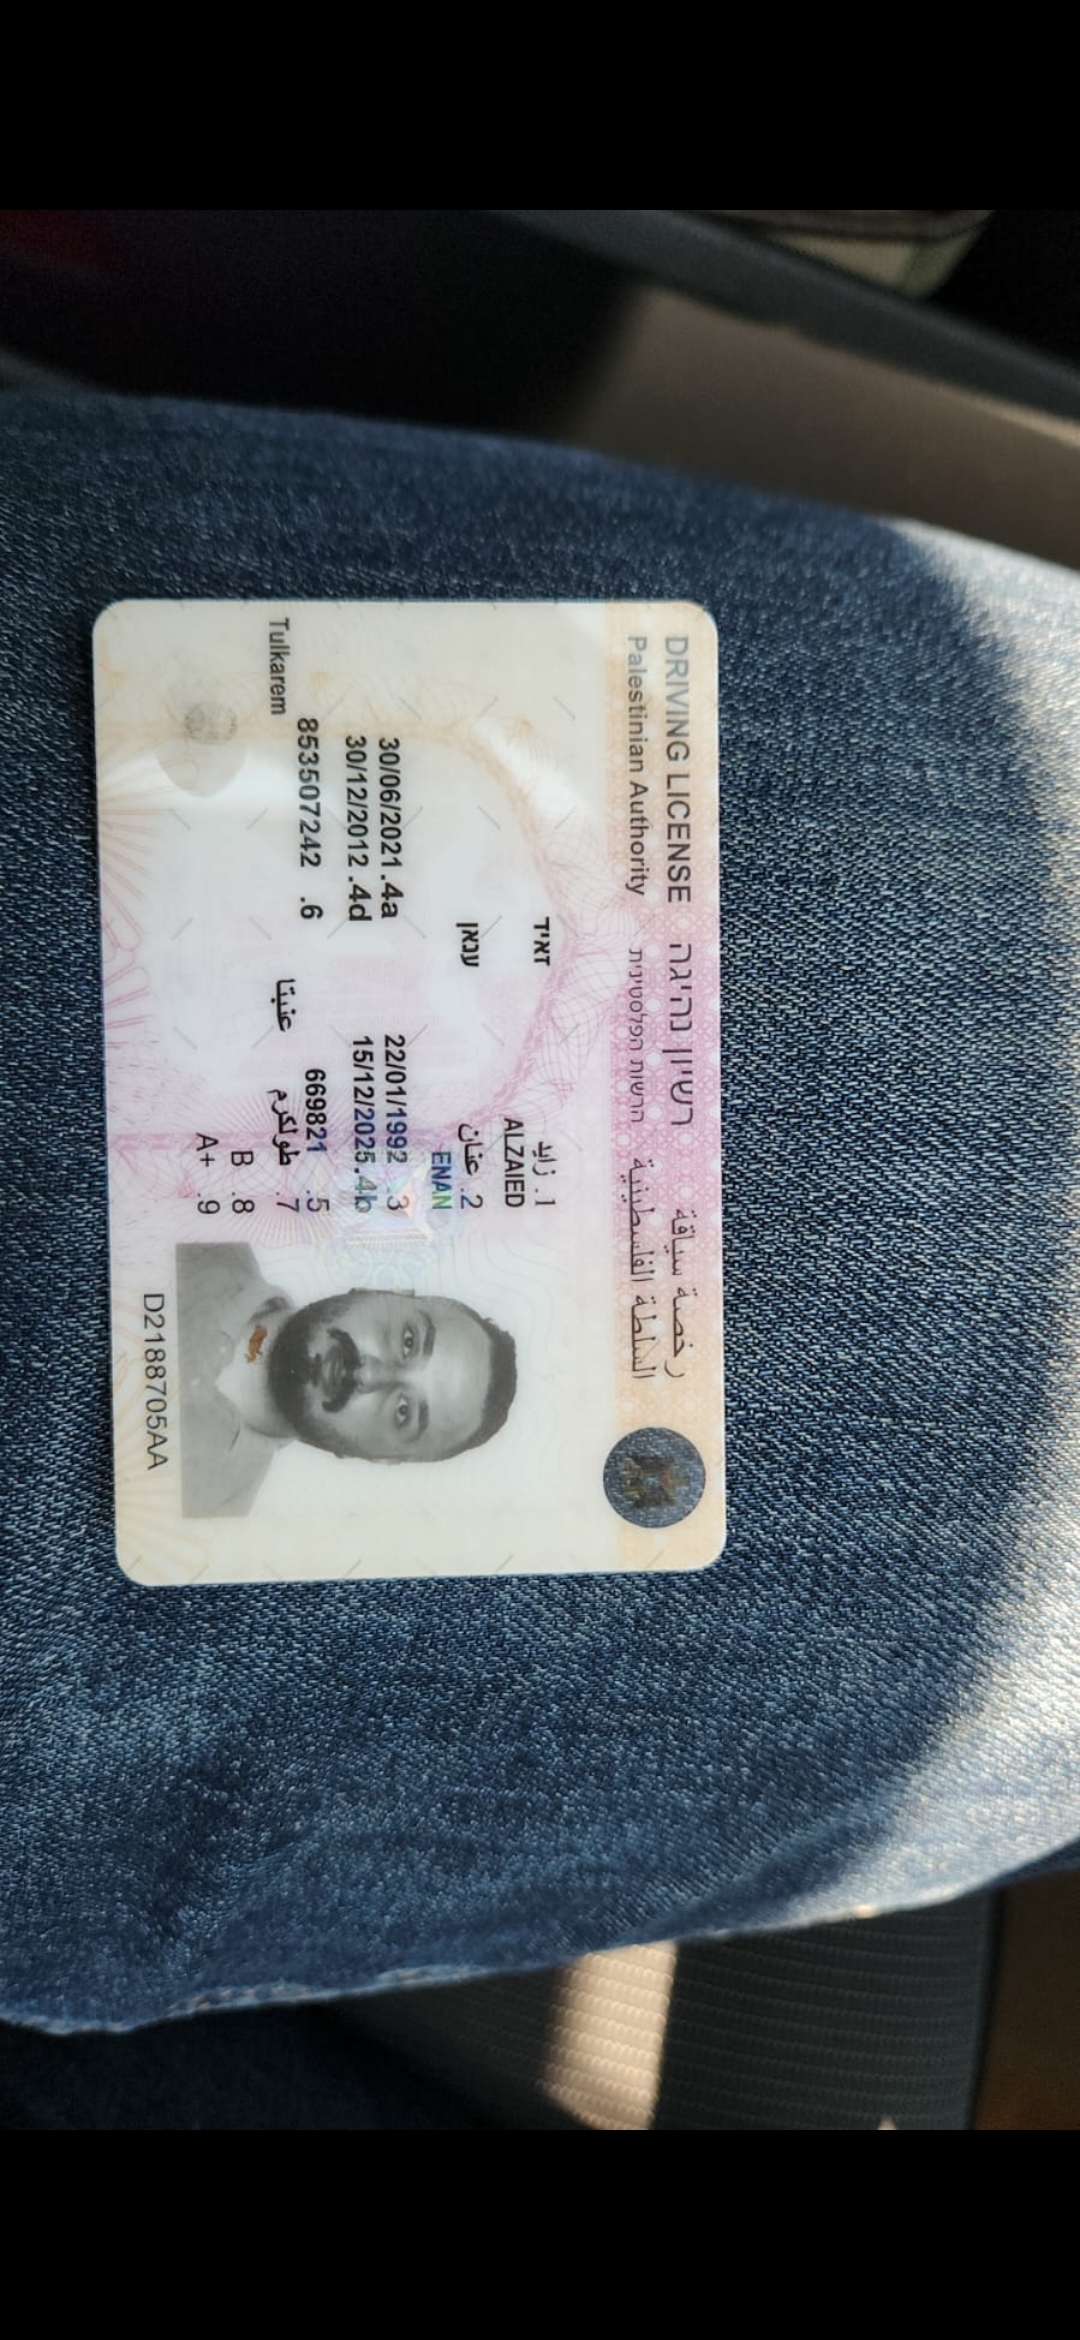 DRIVING LICENSE רשיון נהיגה رخصة سياقة
Palestinian Authority הרשות הפלסטינית السلطة الفلسطينية
זאיד 1. زايد
ALZAIED
ענאן 2. عنان
ENAN
30/06/2021 .4a 22/01/1992 .3
30/12/2012 .4d 15/12/2025 .4b
853507242 .6 669821 .5
Tulkarem عنبتا طولكرم .7
B .8
A+ .9
D2188705AA